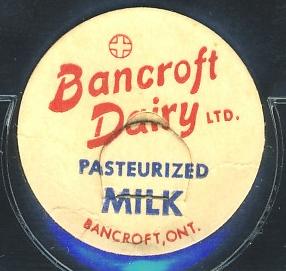 Bancroft
Dairy LTD.
PASTEURIZED
MILK
BANCROFT, ONT.